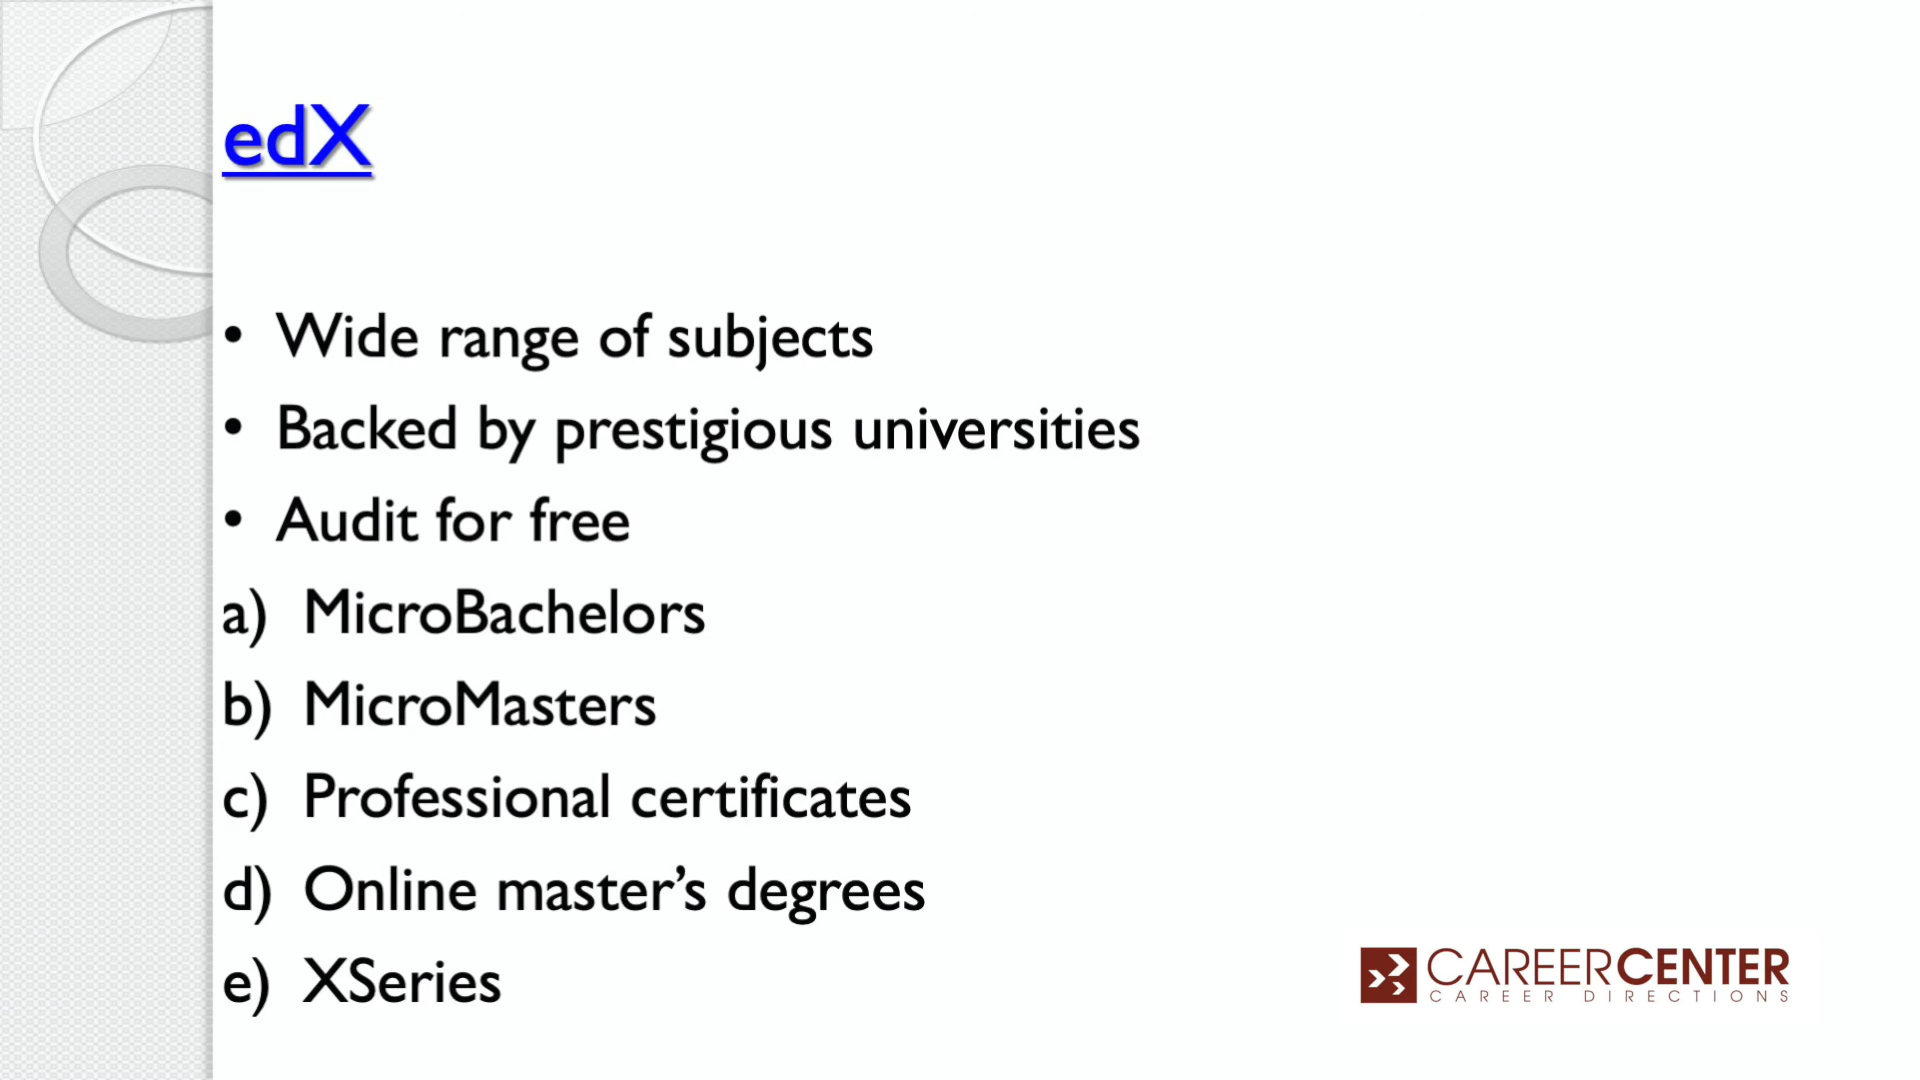 edX
• Wide range of subjects
• Backed by prestigious universities
• Audit for free
a) MicroBachelors
b) MicroMasters
c) Professional certificates
d) Online master’s degrees
e) XSeries
CAREERCENTER
CAREER DIRECTIONS